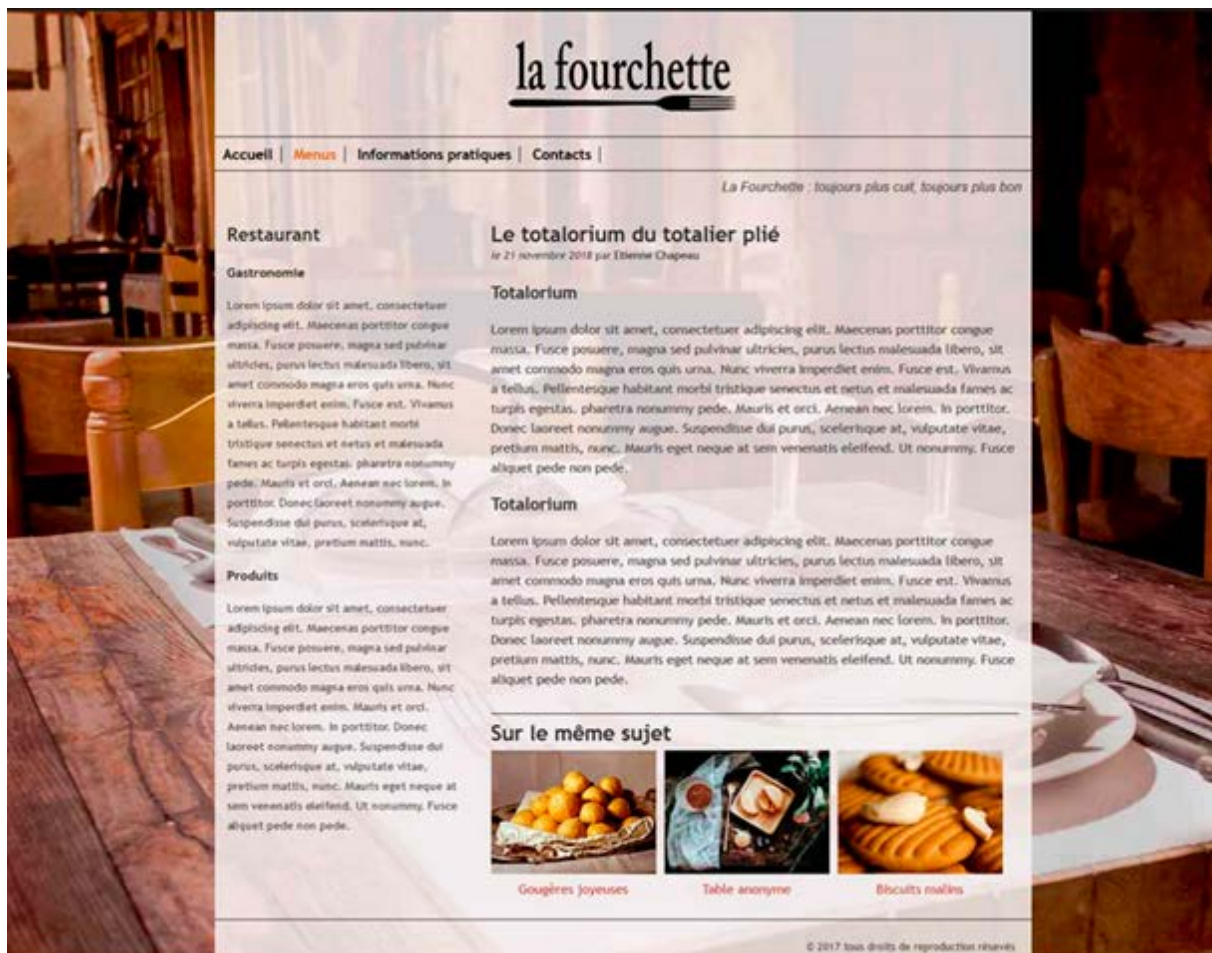 la fourchette
Accueil | Menus | Informations pratiques | Contacts |
La Fourchette : toujours plus cuit, toujours plus bon
Restaurant
Gastronomie
Lorem ipsum dolor sit amet, consectetuer
adipiscing elit. Maecenas porttitor congue
massa. Fusce posuere, magna sed pulvinar
ultricies, purus lectus malesuada libero, sit
amet commodo magna eros quis urna. Nunc
viverra imperdiet enim. Fusce est. Vivamus
a tellus. Pellentesque habitant morbi
tristique senectus et netus et malesuada
fames ac turpis egestas. pharetra nonummy
pede. Mauris et orci. Aenean nec lorem. In
porttitor. Donec laoreet nonummy augue.
Suspendisse dui purus, scelerisque at,
vulputate vitae, pretium mattis, nunc.
Produits
Lorem ipsum dolor sit amet, consectetuer
adipiscing elit. Maecenas porttitor congue
massa. Fusce posuere, magna sed pulvinar
ultricies, purus lectus malesuada libero, sit
amet commodo magna eros quis urna. Nunc
viverra imperdiet enim. Mauris et orci.
Aenean nec lorem. In porttitor. Donec
laoreet nonummy augue. Suspendisse dui
purus, scelerisque at, vulputate vitae,
pretium mattis, nunc. Mauris eget neque at
sem venenatis eleifend. Ut nonummy. Fusce
aliquet pede non pede.
Le totalorium du totalier plié
le 21 novembre 2018 par Etienne Chapeau
Totalorium
Lorem ipsum dolor sit amet, consectetuer adipiscing elit. Maecenas porttitor congue
massa. Fusce posuere, magna sed pulvinar ultricies, purus lectus malesuada libero, sit
amet commodo magna eros quis urna. Nunc viverra imperdiet enim. Fusce est. Vivamus
a tellus. Pellentesque habitant morbi tristique senectus et netus et malesuada fames ac
turpis egestas. pharetra nonummy pede. Mauris et orci. Aenean nec lorem. In porttitor.
Donec laoreet nonummy augue. Suspendisse dui purus, scelerisque at, vulputate vitae,
pretium mattis, nunc. Mauris eget neque at sem venenatis eleifend. Ut nonummy. Fusce
aliquet pede non pede.
Totalorium
Lorem ipsum dolor sit amet, consectetuer adipiscing elit. Maecenas porttitor congue
massa. Fusce posuere, magna sed pulvinar ultricies, purus lectus malesuada libero, sit
amet commodo magna eros quis urna. Nunc viverra imperdiet enim. Fusce est. Vivamus
a tellus. Pellentesque habitant morbi tristique senectus et netus et malesuada fames ac
turpis egestas. pharetra nonummy pede. Mauris et orci. Aenean nec lorem. In porttitor.
Donec laoreet nonummy augue. Suspendisse dui purus, scelerisque at, vulputate vitae,
pretium mattis, nunc. Mauris eget neque at sem venenatis eleifend. Ut nonummy. Fusce
aliquet pede non pede.
Sur le même sujet
Gougères joyeuses
Table anonyme
Biscuits malins
© 2017 tous droits de reproduction résevés